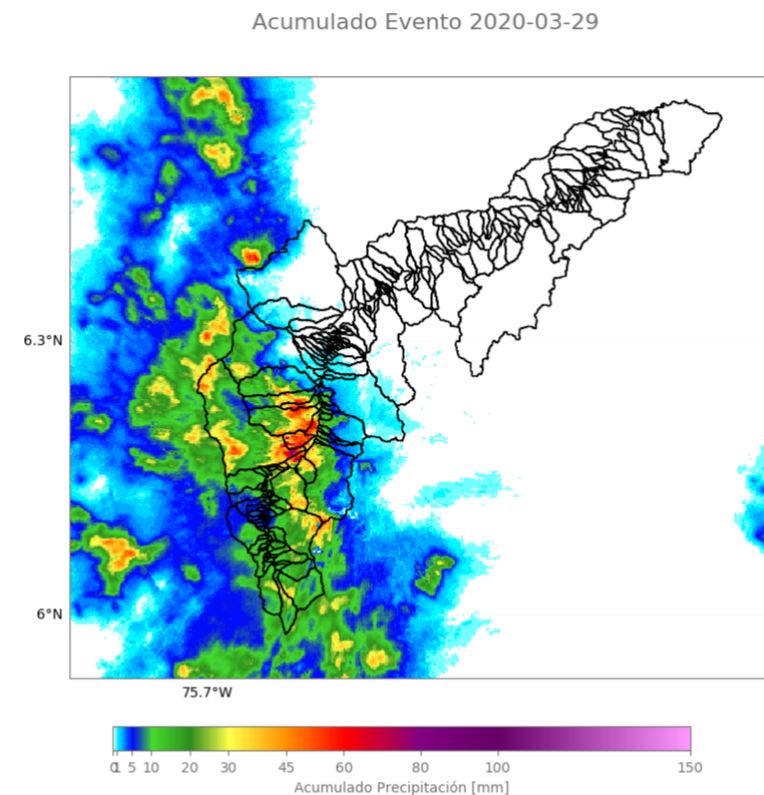 Acumulado Evento 2020-03-29
6.3°N
6°N
75.7°W
0 1 5 10 20 30 45 60 80 100 150
Acumulado Precipitación [mm]